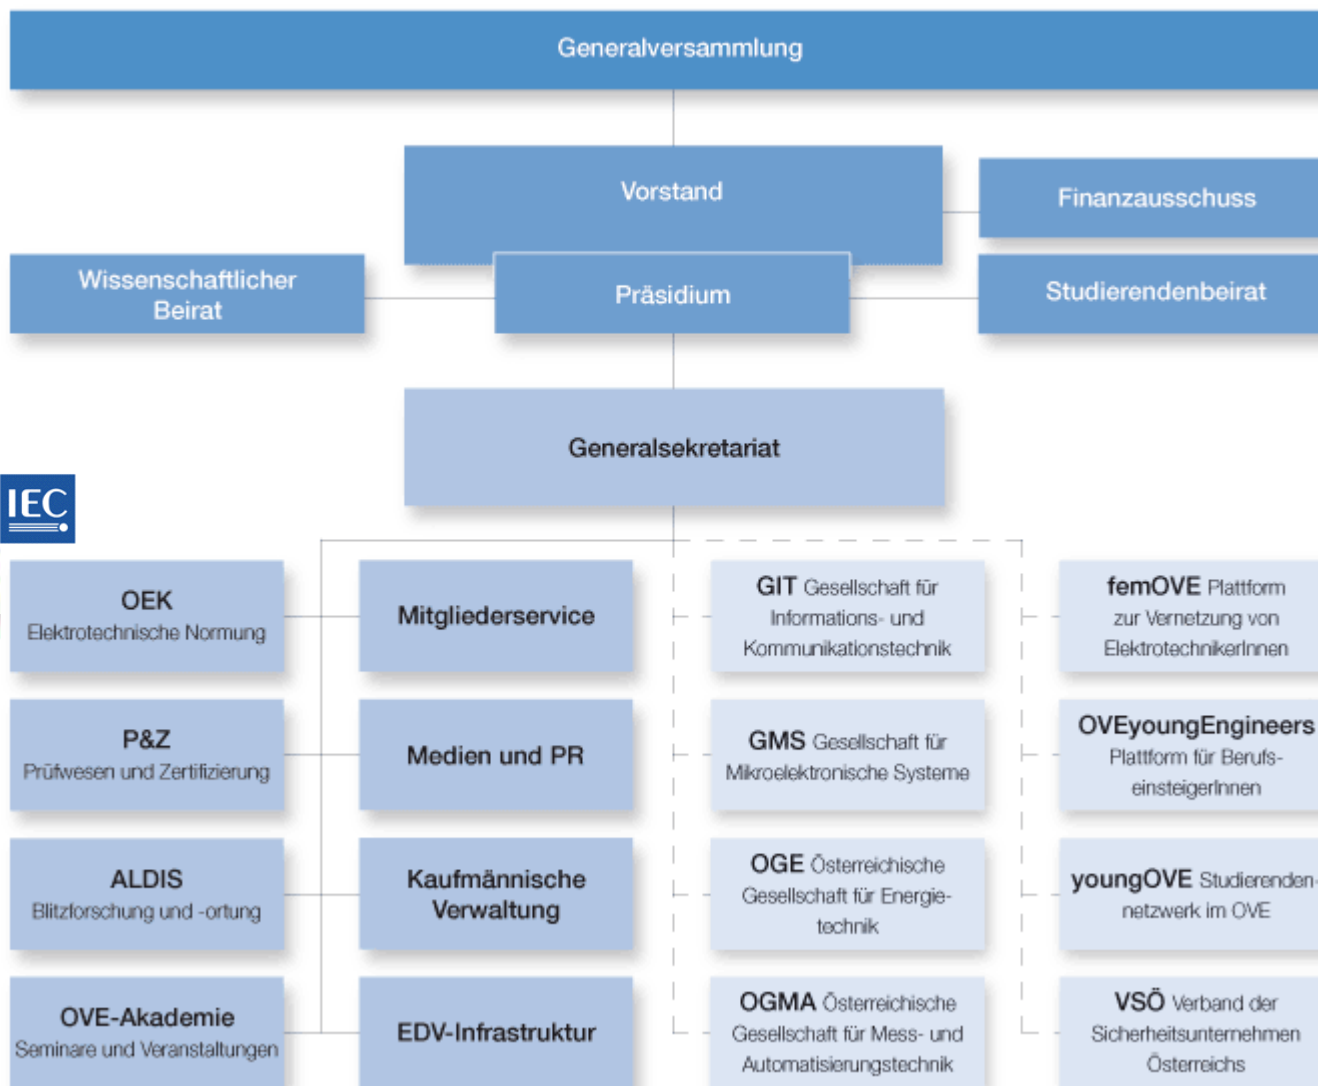 Generalversammlung
Vorstand
Finanzausschuss
Wissenschaftlicher
Beirat
Präsidium
Studierendenbeirat
Generalsekretariat
IEC
OEK
Elektrotechnische Normung
Mitgliederservice
GIT Gesellschaft für
Informations- und
Kommunikationstechnik
femOVE Plattform
zur Vernetzung von
ElektrotechnikerInnen
P&Z
Prüfwesen und Zertifizierung
Medien und PR
GMS Gesellschaft für
Mikroelektronische Systeme
OVEyoungEngineers
Plattform für Berufs-
einsteigerInnen
ALDIS
Blitzforschung und -ortung
Kaufmännische
Verwaltung
OGE Österreichische
Gesellschaft für Energie-
technik
youngOVE Studierenden-
netzwerk im OVE
OVE-Akademie
Seminare und Veranstaltungen
EDV-Infrastruktur
OGMA Österreichische
Gesellschaft für Mess- und
Automatisierungstechnik
VSÖ Verband der
Sicherheitsunternehmen
Österreichs